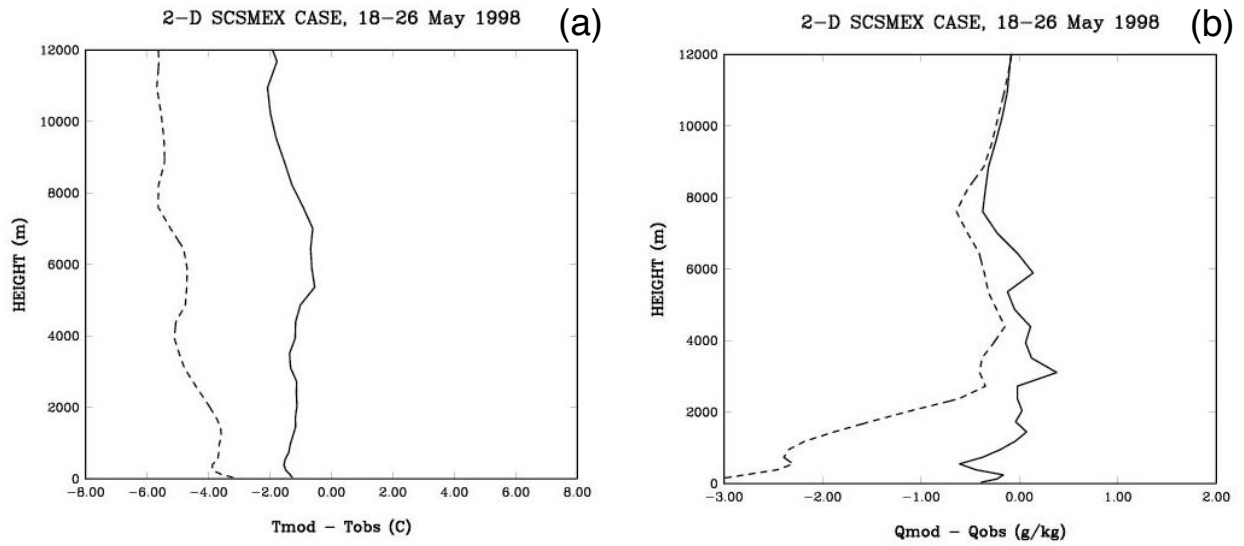 2-D SCSMEX CASE, 18-26 May 1998
(a)
12000
10000
8000
6000
4000
2000
0
HEIGHT (m)
-8.00 -6.00 -4.00 -2.00 0.00 2.00 4.00 6.00 8.00
Tmod - Tobs (C)
2-D SCSMEX CASE, 18-26 May 1998
(b)
12000
10000
8000
6000
4000
2000
0
HEIGHT (m)
-3.00 -2.00 -1.00 0.00 1.00 2.00
Qmod - Qobs (g/kg)